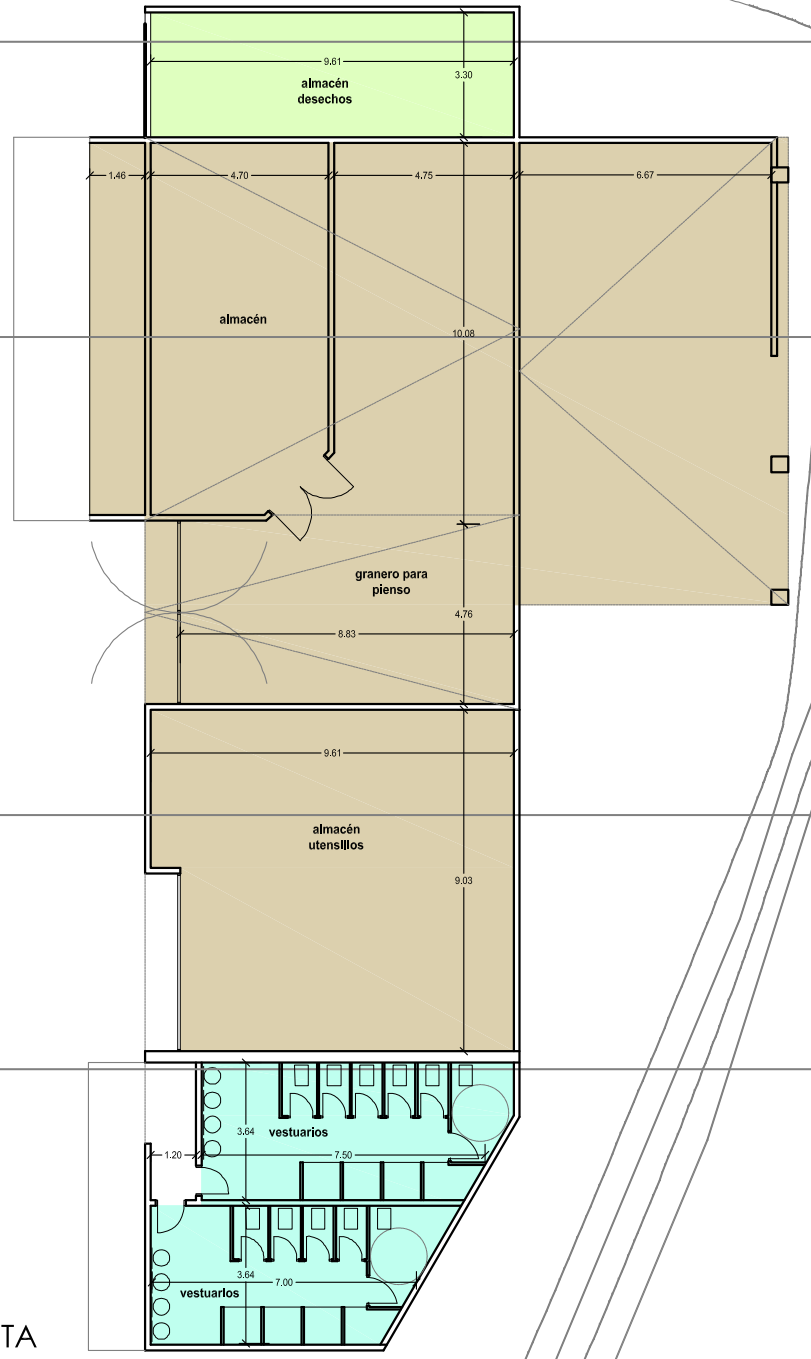 9.61
3.30
almacén
desechos
1.46
4.70
4.75
6.67
almacén
10.08
granero para
pienso
4.76
8.83
9.61
almacén
utensilios
9.03
3.64
vestuarios
1.20
7.50
3.64
7.00
vestuarios
TA